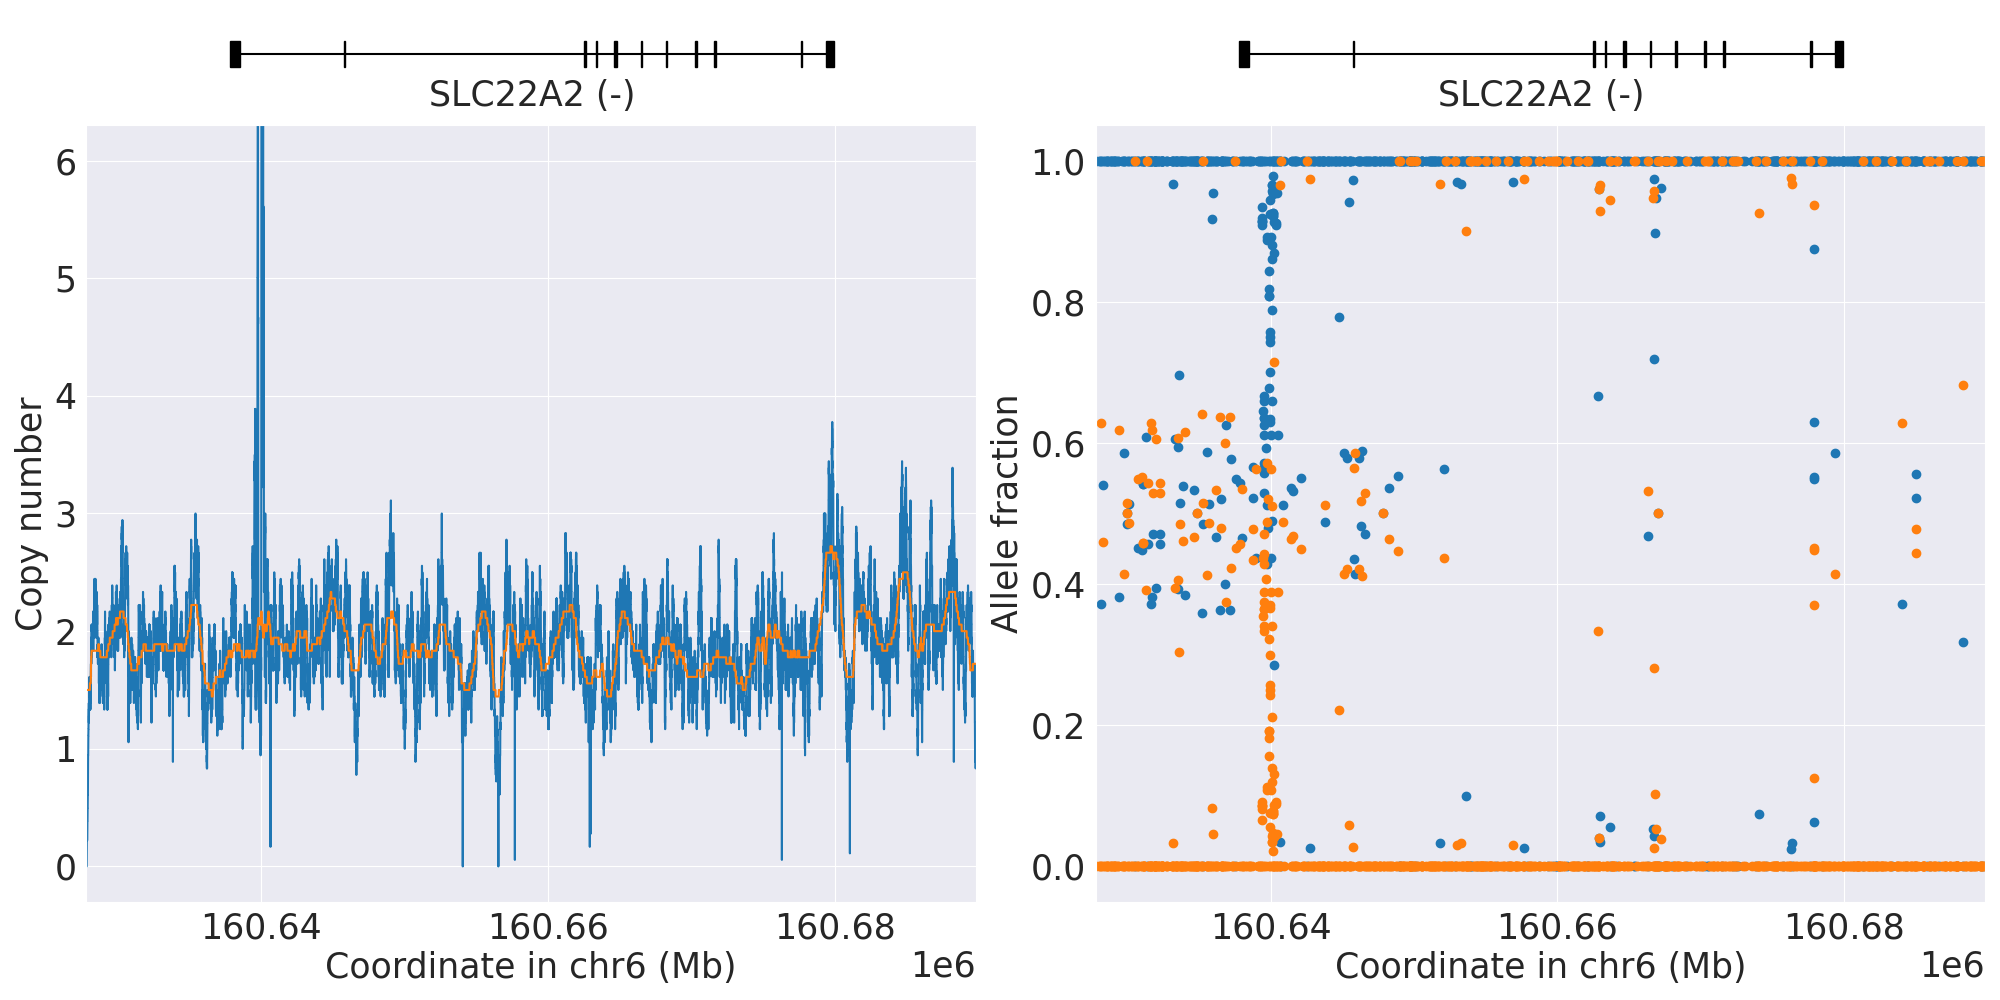 SLC22A2 (-)
6
5
4
3
2
1
0
Copy number
160.64
160.66
160.68
Coordinate in chr6 (Mb)
1e6
SLC22A2 (-)
1.0
0.8
0.6
0.4
0.2
0.0
Allele fraction
160.64
160.66
160.68
Coordinate in chr6 (Mb)
1e6